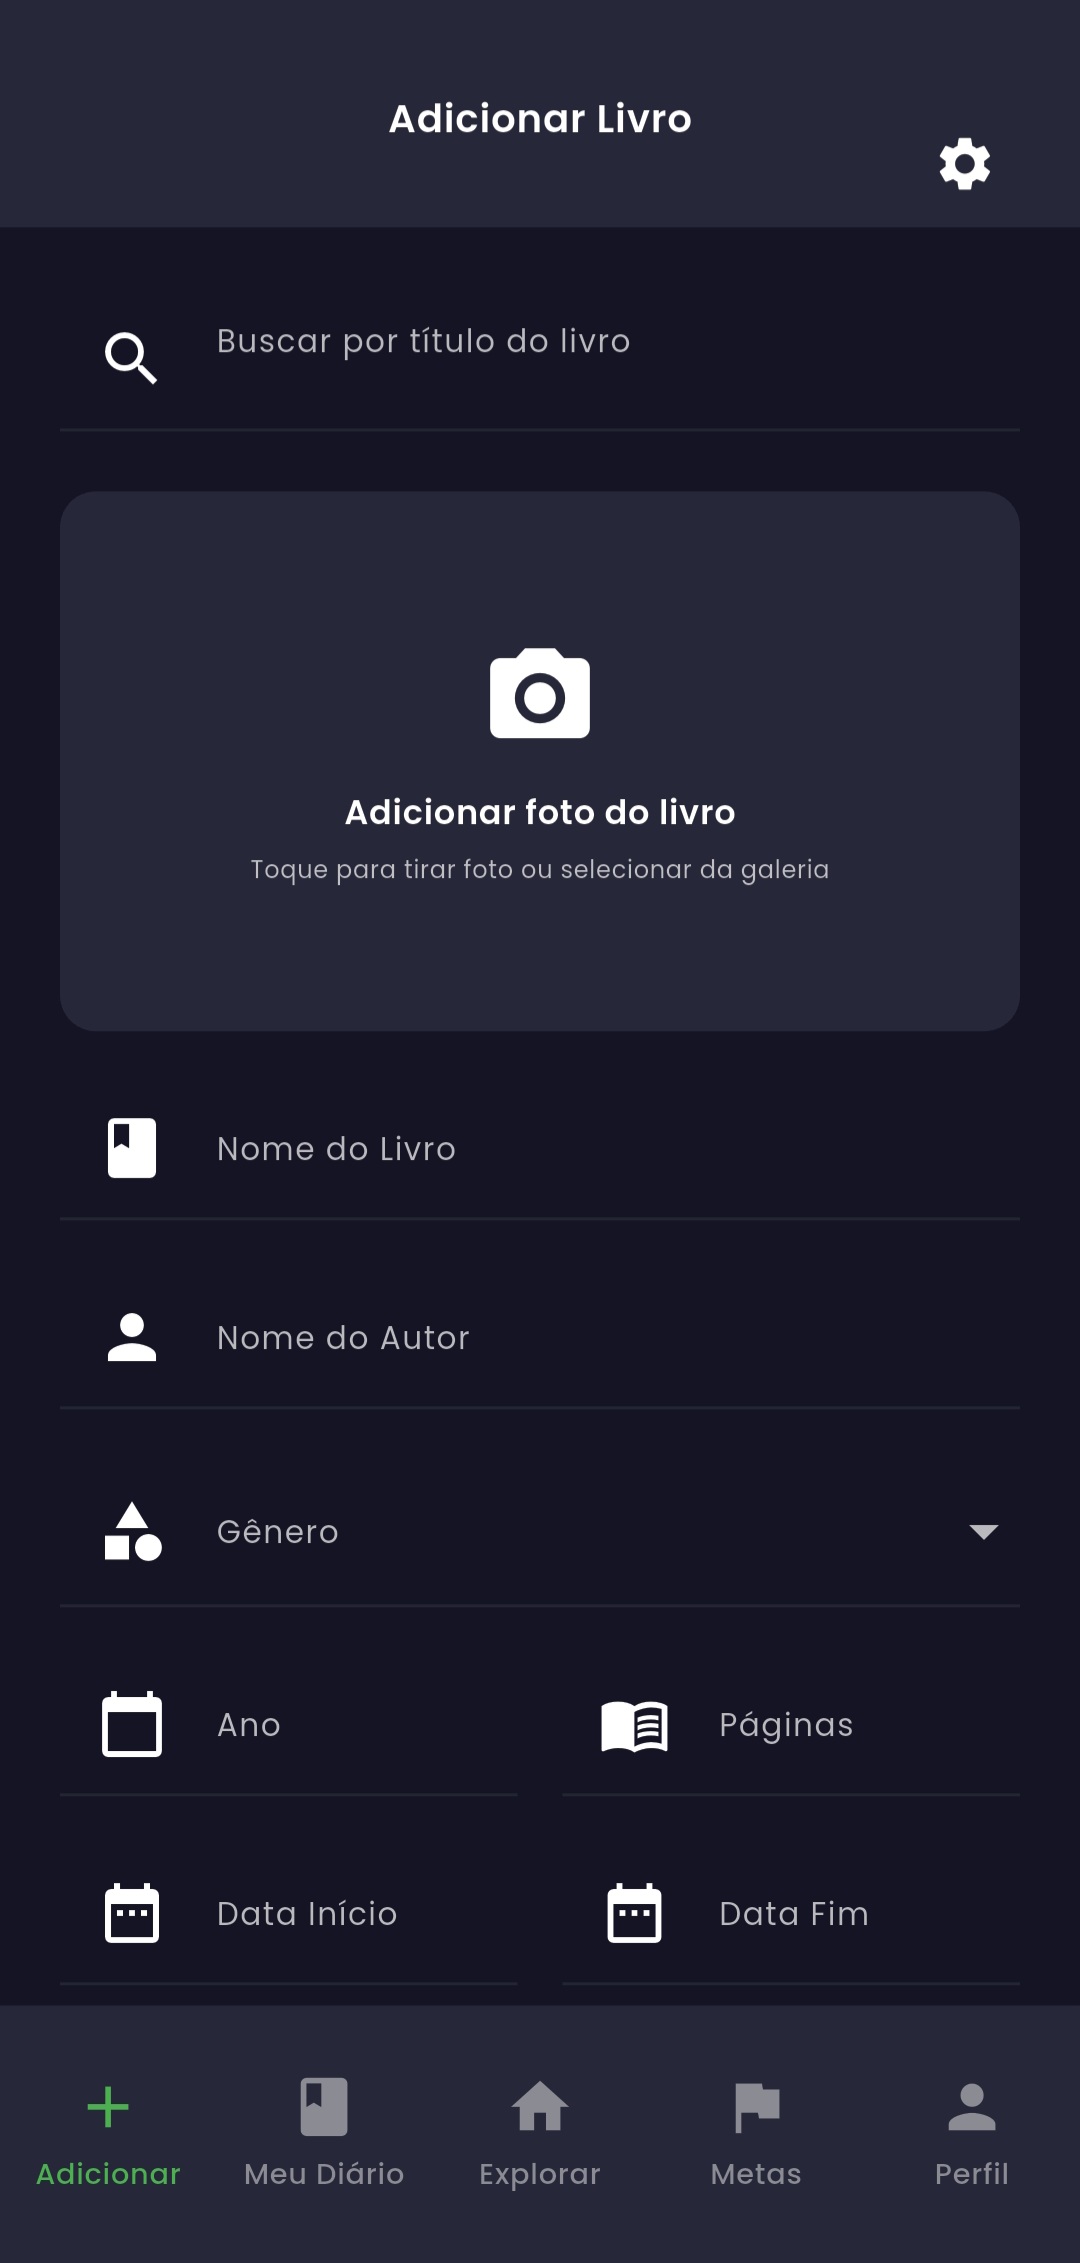 Adicionar Livro
Buscar por título do livro
Adicionar foto do livro
Toque para tirar foto ou selecionar da galeria
Nome do Livro
Nome do Autor
Gênero
Ano
Páginas
Data Início
Data Fim
Adicionar
Meu Diário
Explorar
Metas
Perfil